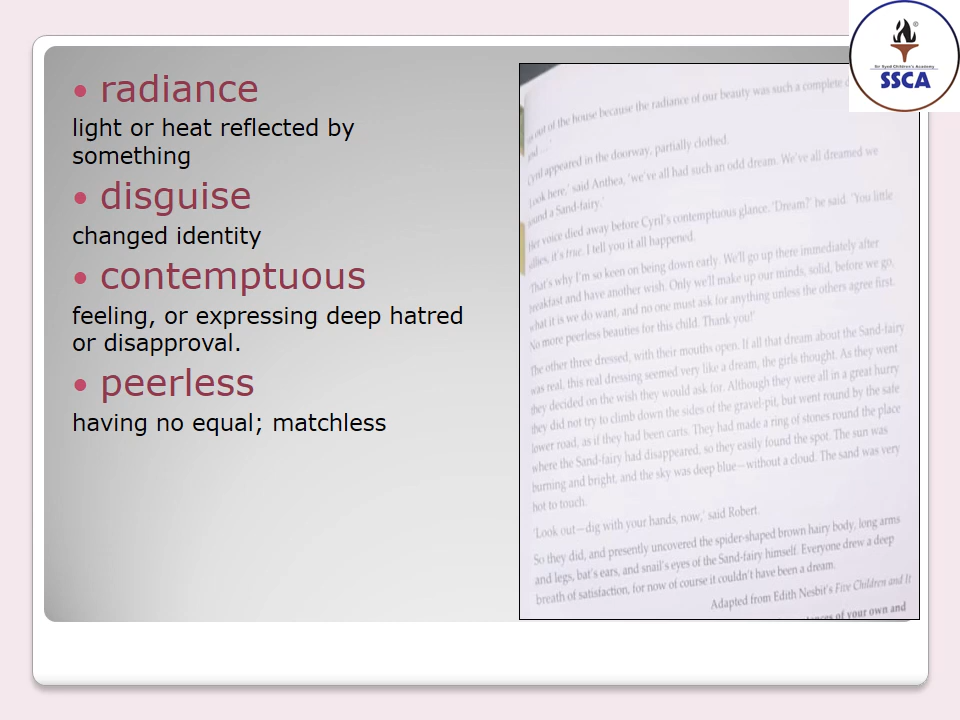 radiance
light or heat reflected by
something
disguise
changed identity
contemptuous
feeling, or expressing deep hatred
or disapproval.
peerless
having no equal; matchless
Sir Syed Children's Academy
SSCA
out of the house because the radiance of our beauty was such a complete
Cyril appeared in the doorway, partially clothed.
'Look here,' said Anthea, 'we've all had such an odd dream. We've all dreamed we
found a Sand-fairy.'
Her voice died away before Cyril's contemptuous glance. 'Dream?' he said. 'You little
sillies, it's true. I tell you it all happened.
That's why I'm so keen on being down early. We'll go up there immediately after
breakfast and have another wish. Only we'll make up our minds, solid, before we go,
what it is we do want, and no one must ask for anything unless the others agree first.
No more peerless beauties for this child. Thank you!'
The other three dressed, with their mouths open. If all that dream about the Sand-fairy
was real, this real dressing seemed very like a dream, the girls thought. As they went
they decided on the wish they would ask for. Although they were all in a great hurry
they did not try to climb down the sides of the gravel-pit, but went round by the safe
lower road, as if they had been carts. They had made a ring of stones round the place
where the Sand-fairy had disappeared, so they easily found the spot. The sun was
burning and bright, and the sky was deep blue—without a cloud. The sand was very
hot to touch.
'Look out—dig with your hands, now,' said Robert.
So they did, and presently uncovered the spider-shaped brown hairy body, long arms
and legs, bat's ears, and snail's eyes of the Sand-fairy himself. Everyone drew a deep
breath of satisfaction, for now of course it couldn't have been a dream.
Adapted from Edith Nesbit's Five Children and It
of your own and